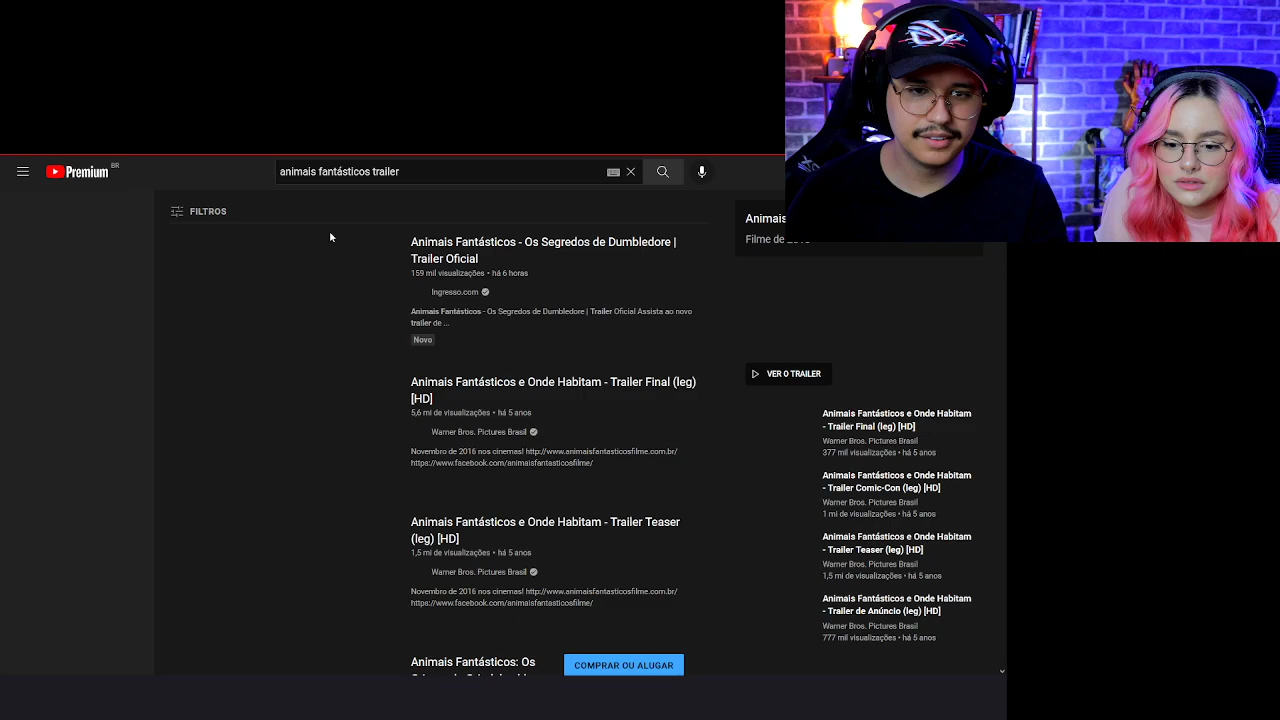 Premium BR
animais fantásticos trailer
FILTROS
Animais Fantásticos - Os Segredos de Dumbledore |
Trailer Oficial
159 mil visualizações • há 6 horas
Ingresso.com
Animais Fantásticos - Os Segredos de Dumbledore | Trailer Oficial Assista ao novo
trailer de ...
Novo
Animais Fantásticos e Onde Habitam - Trailer Final (leg)
[HD]
5,6 mi de visualizações • há 5 anos
Warner Bros. Pictures Brasil
Novembro de 2016 nos cinemas! http://www.animaisfantasticosfilme.com.br/
https://www.facebook.com/animaisfantasticosfilme/
Animais Fantásticos e Onde Habitam - Trailer Teaser
(leg) [HD]
1,5 mi de visualizações • há 5 anos
Warner Bros. Pictures Brasil
Novembro de 2016 nos cinemas! http://www.animaisfantasticosfilme.com.br/
https://www.facebook.com/animaisfantasticosfilme/
Animais Fantásticos: Os
COMPRAR OU ALUGAR
Animais
Filme de
VER O TRAILER
Animais Fantásticos e Onde Habitam
- Trailer Final (leg) [HD]
Warner Bros. Pictures Brasil
377 mil visualizações • há 5 anos
Animais Fantásticos e Onde Habitam
- Trailer Comic-Con (leg) [HD]
Warner Bros. Pictures Brasil
1 mi de visualizações • há 5 anos
Animais Fantásticos e Onde Habitam
- Trailer Teaser (leg) [HD]
Warner Bros. Pictures Brasil
1,5 mi de visualizações • há 5 anos
Animais Fantásticos e Onde Habitam
- Trailer de Anúncio (leg) [HD]
Warner Bros. Pictures Brasil
777 mil visualizações • há 5 anos